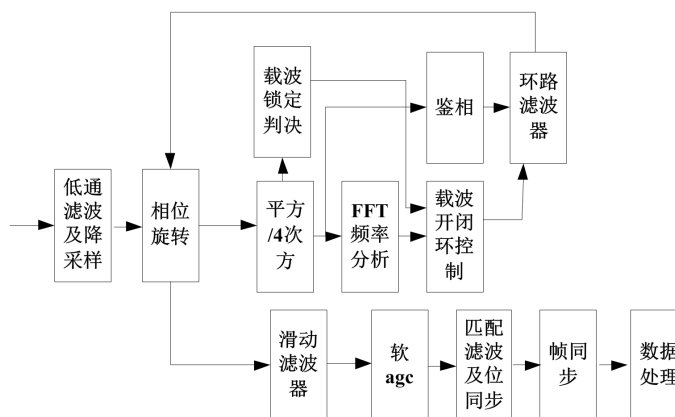 载波
锁定
判决
鉴相
环路
滤波
器
低通
滤波
及降
采样
相位
旋转
平方
/4次
方
FFT
频率
分析
载波
开闭
环控
制
滑动
滤波
器
软
agc
匹配
滤波
及位
同步
帧同
步
数据
处理